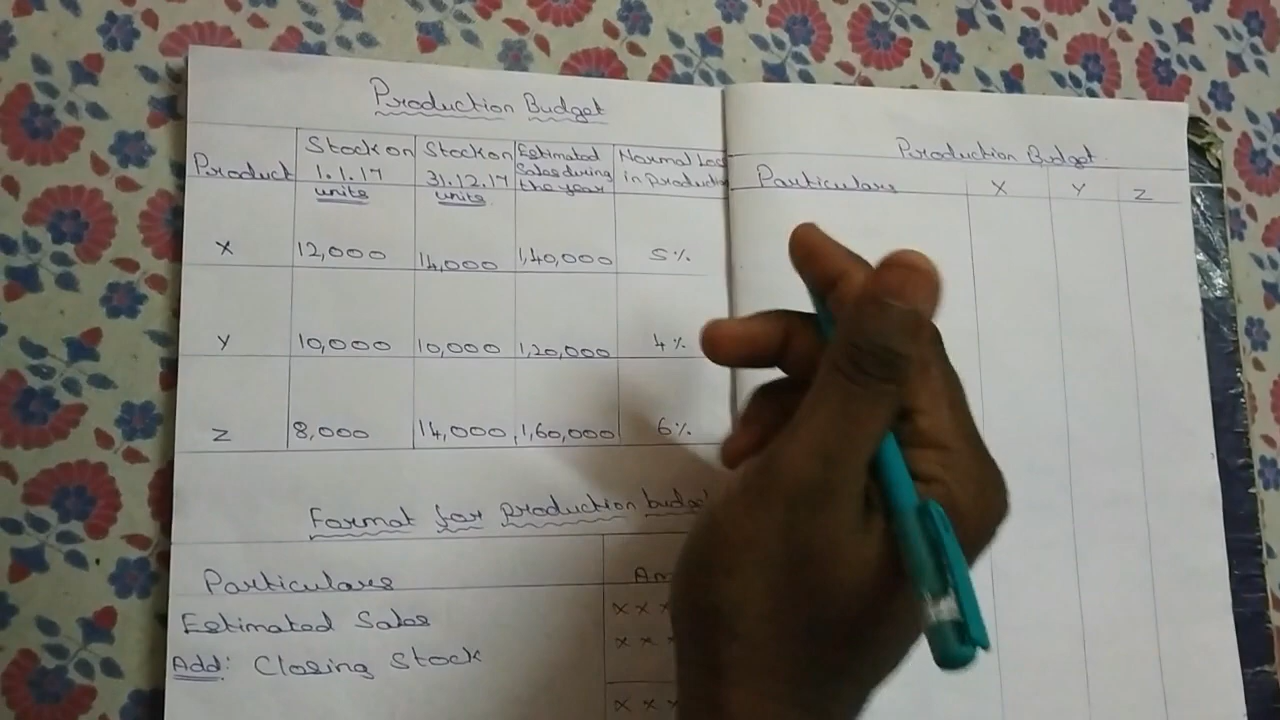 Production Budget
Product Stock on 1.1.17 units Stock on 31.12.17 units Estimated Sales during the year Normal in
X 12,000 14,000 1,40,000 5%
Y 10,000 10,000 1,20,000 4%
Z 8,000 14,000 1,60,000 6%
Format for production
Particulars
Estimated Sales x x
Add: Closing Stock x x
x x
Production Budget
Particulars X Y Z